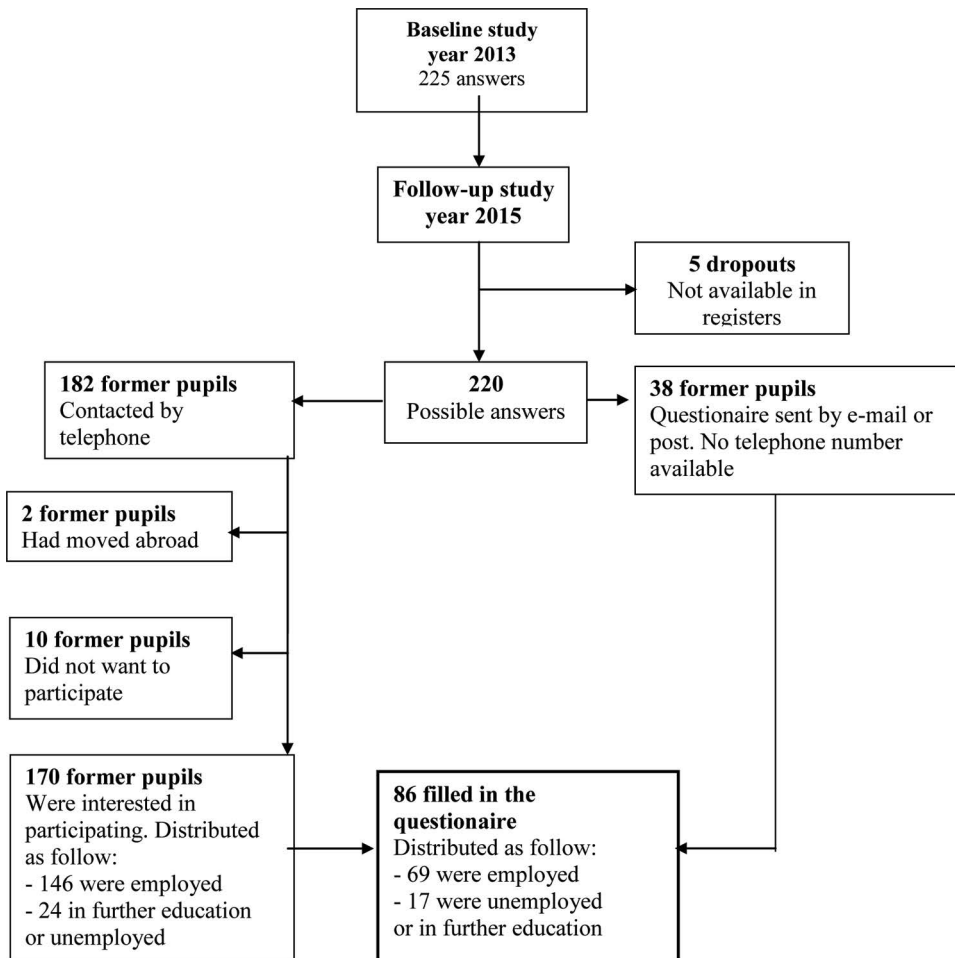 Baseline study
year 2013
225 answers
Follow-up study
year 2015
5 dropouts
Not available in
registers
182 former pupils
Contacted by
telephone
220
Possible answers
38 former pupils
Questionaire sent by e-mail or
post. No telephone number
available
2 former pupils
Had moved abroad
10 former pupils
Did not want to
participate
170 former pupils
Were interested in
participating. Distributed
as follow:
- 146 were employed
- 24 in further education
or unemployed
86 filled in the
questionaire
Distributed as follow:
- 69 were employed
- 17 were unemployed
or in further education